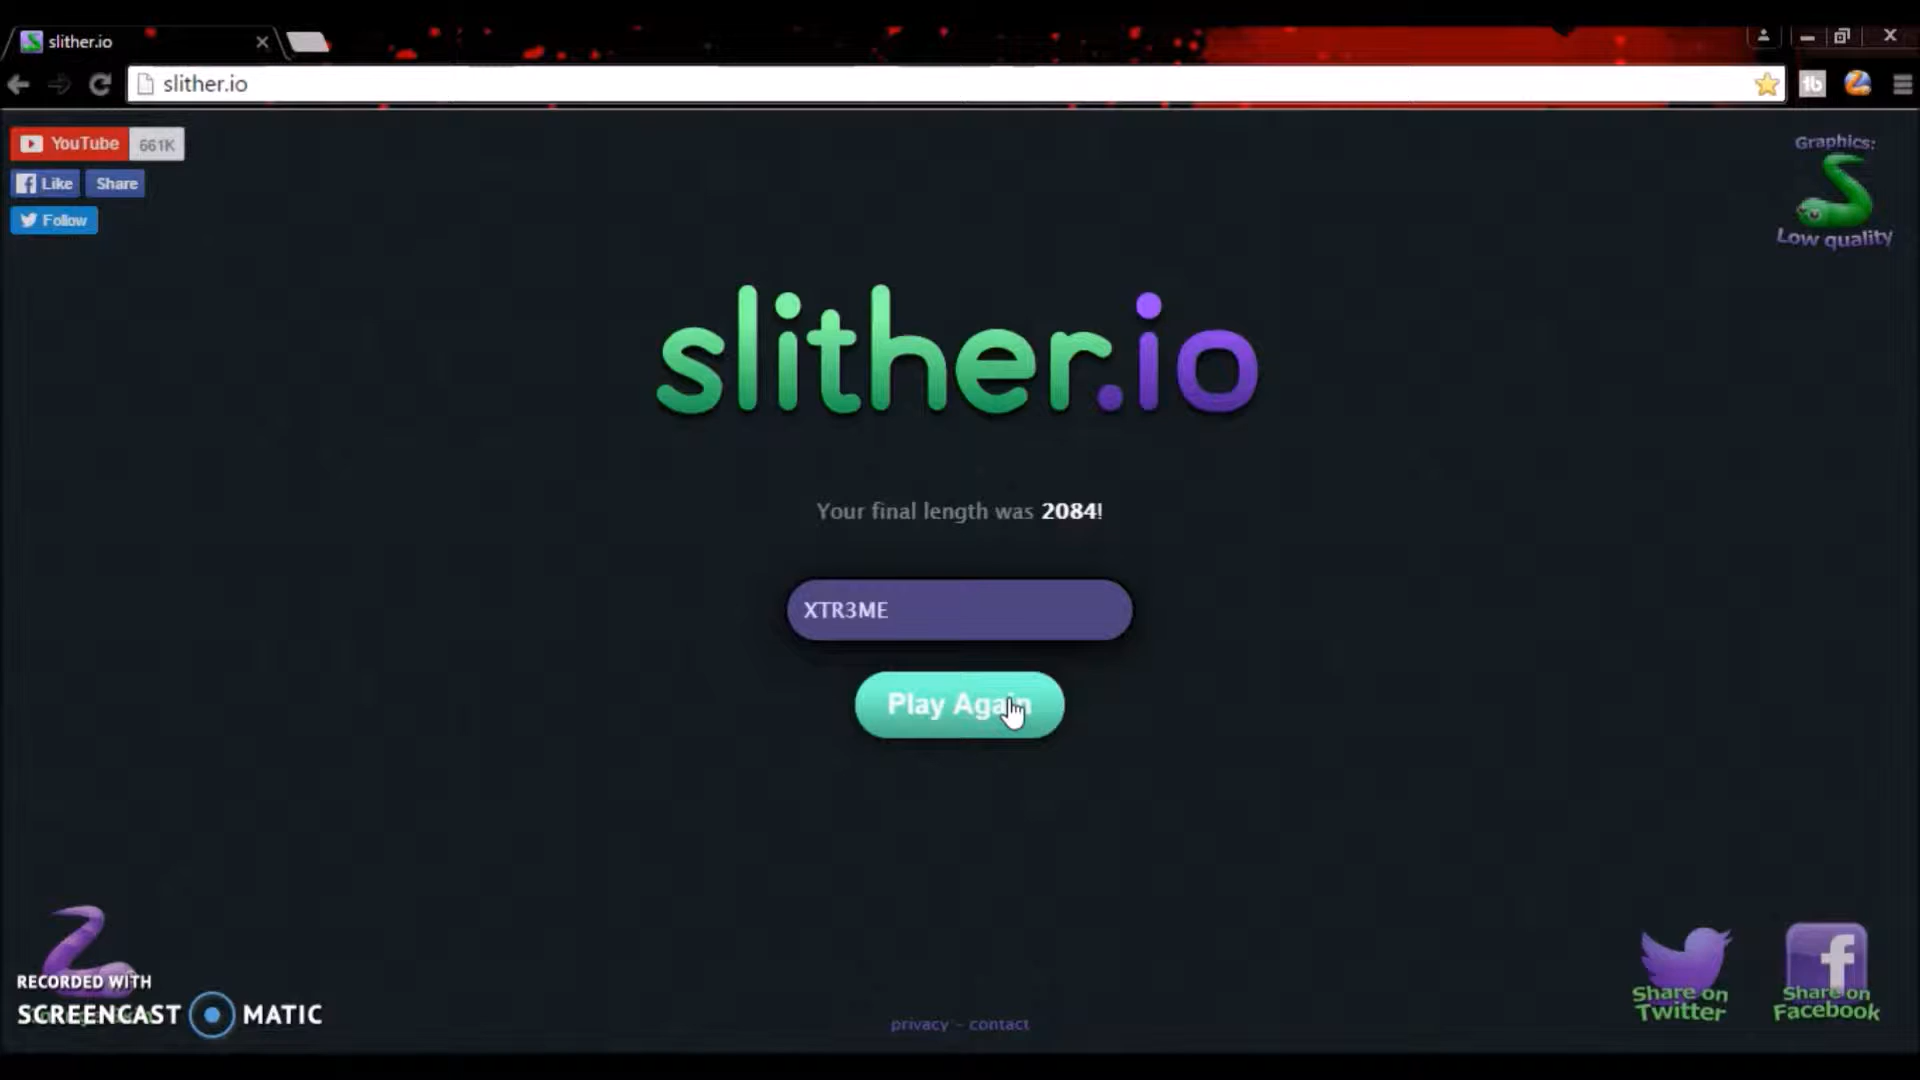 slither.io
slither.io
YouTube 661K
Like Share
Follow
Graphics:
Low quality
slither.io
Your final length was 2084!
XTR3ME
Play Again
RECORDED WITH
SCREENCAST MATIC
Share on
Twitter
Share on
Facebook
privacy - contact